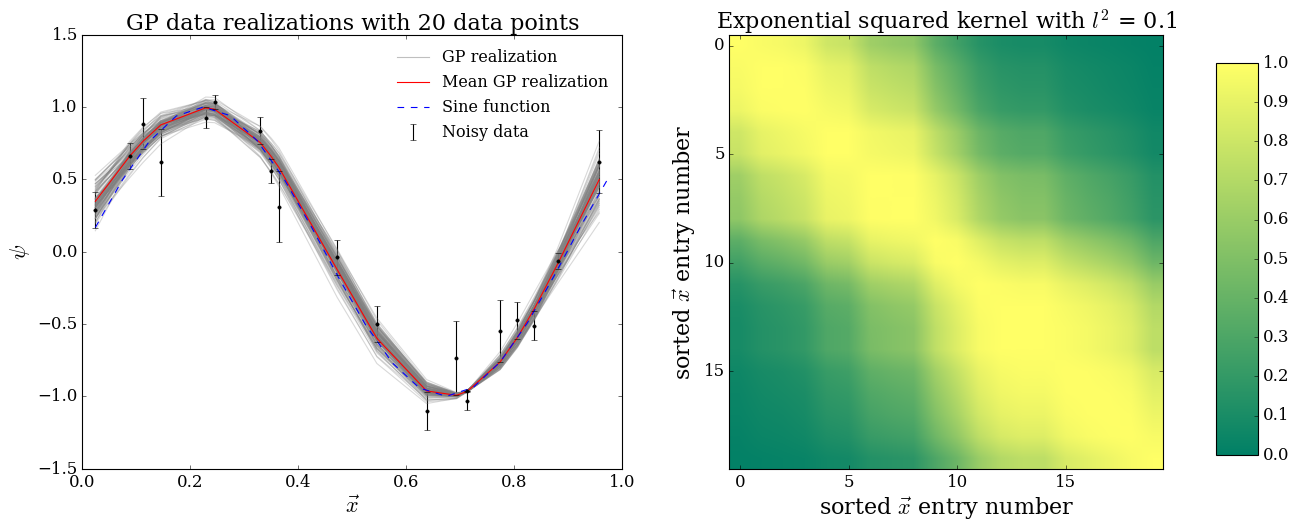 GP data realizations with 20 data points
1.5
1.0
0.5
0.0
−0.5
−1.0
−1.5
ψ
0.0 0.2 0.4 0.6 0.8 1.0
x⃗
GP realization
Mean GP realization
Sine function
Noisy data
Exponential squared kernel with l² = 0.1
0
5
10
15
sorted x⃗ entry number
0 5 10 15
sorted x⃗ entry number
1.0
0.9
0.8
0.7
0.6
0.5
0.4
0.3
0.2
0.1
0.0